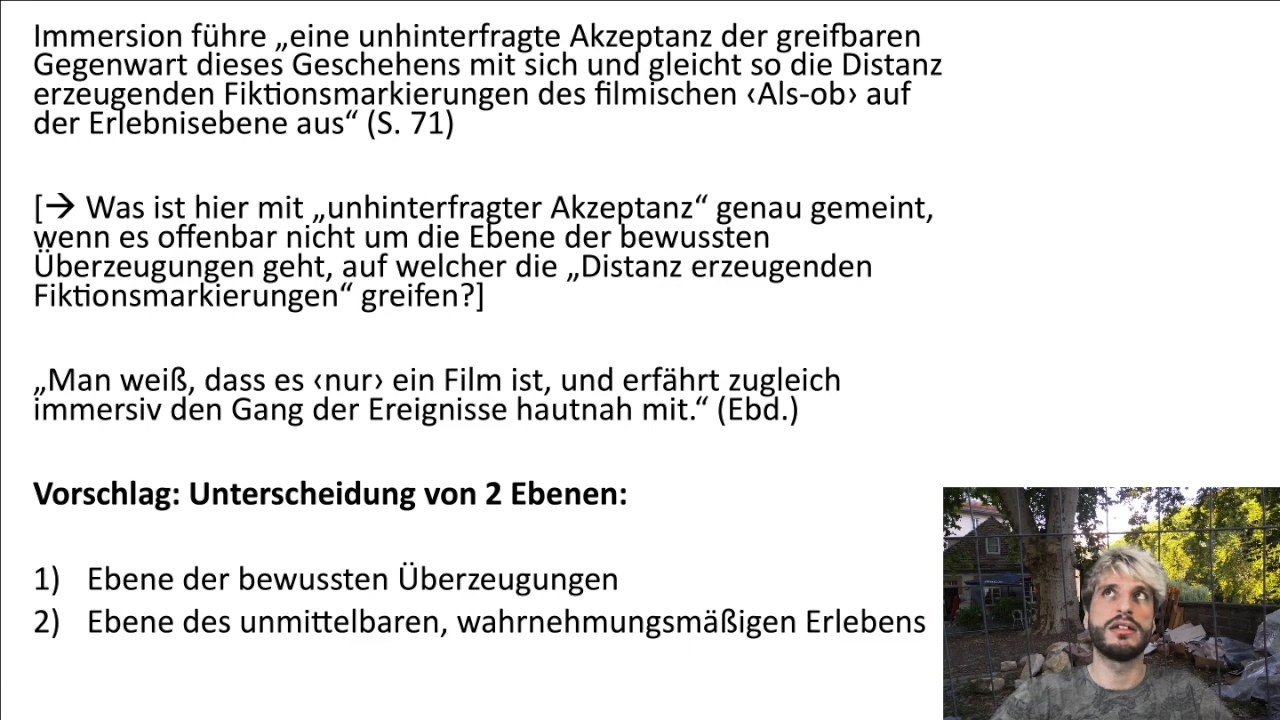 Immersion führe „eine unhinterfragte Akzeptanz der greifbaren
Gegenwart dieses Geschehens mit sich und gleicht so die Distanz
erzeugenden Fiktionsmarkierungen des filmischen ‹Als-ob› auf
der Erlebnisebene aus“ (S. 71)
[→ Was ist hier mit „unhinterfragter Akzeptanz“ genau gemeint,
wenn es offenbar nicht um die Ebene der bewussten
Überzeugungen geht, auf welcher die „Distanz erzeugenden
Fiktionsmarkierungen“ greifen?]
„Man weiß, dass es ‹nur› ein Film ist, und erfährt zugleich
immersiv den Gang der Ereignisse hautnah mit.“ (Ebd.)
Vorschlag: Unterscheidung von 2 Ebenen:
1) Ebene der bewussten Überzeugungen
2) Ebene des unmittelbaren, wahrnehmungsmäßigen Erlebens